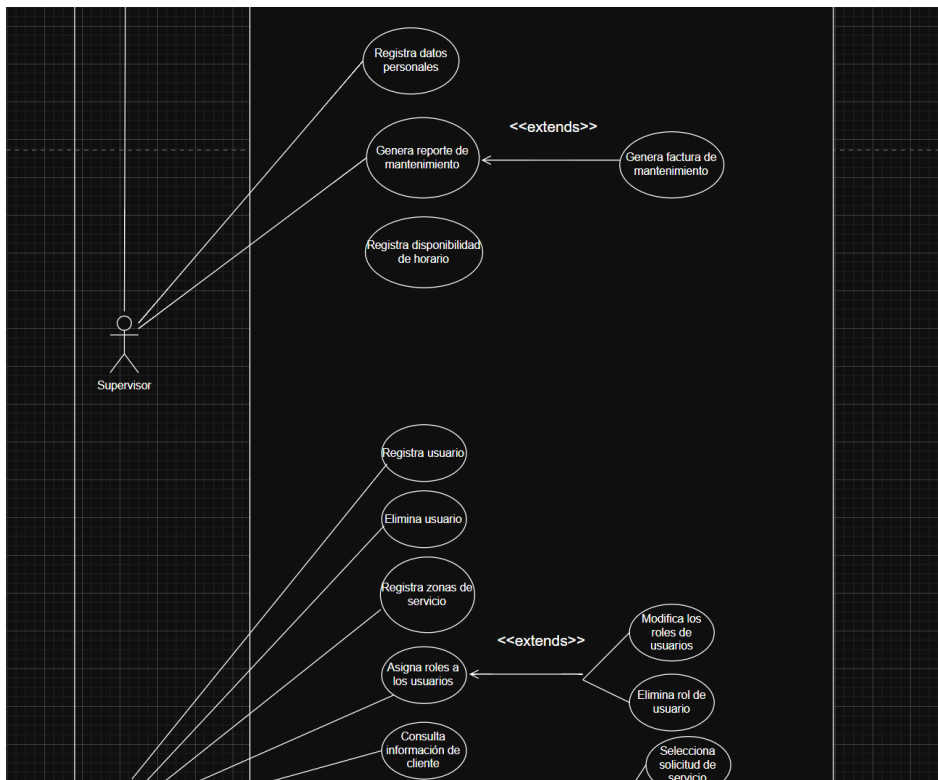 Registra datos
personales
<<extends>>
Genera reporte de
mantenimiento
Genera factura de
mantenimiento
Registra disponibilidad
de horario
Supervisor
Registra usuario
Elimina usuario
Registra zonas de
servicio
<<extends>>
Modifica los
roles de
usuarios
Asigna roles a
los usuarios
Elimina rol de
usuario
Consulta
información de
cliente
Selecciona
solicitud de
servicio